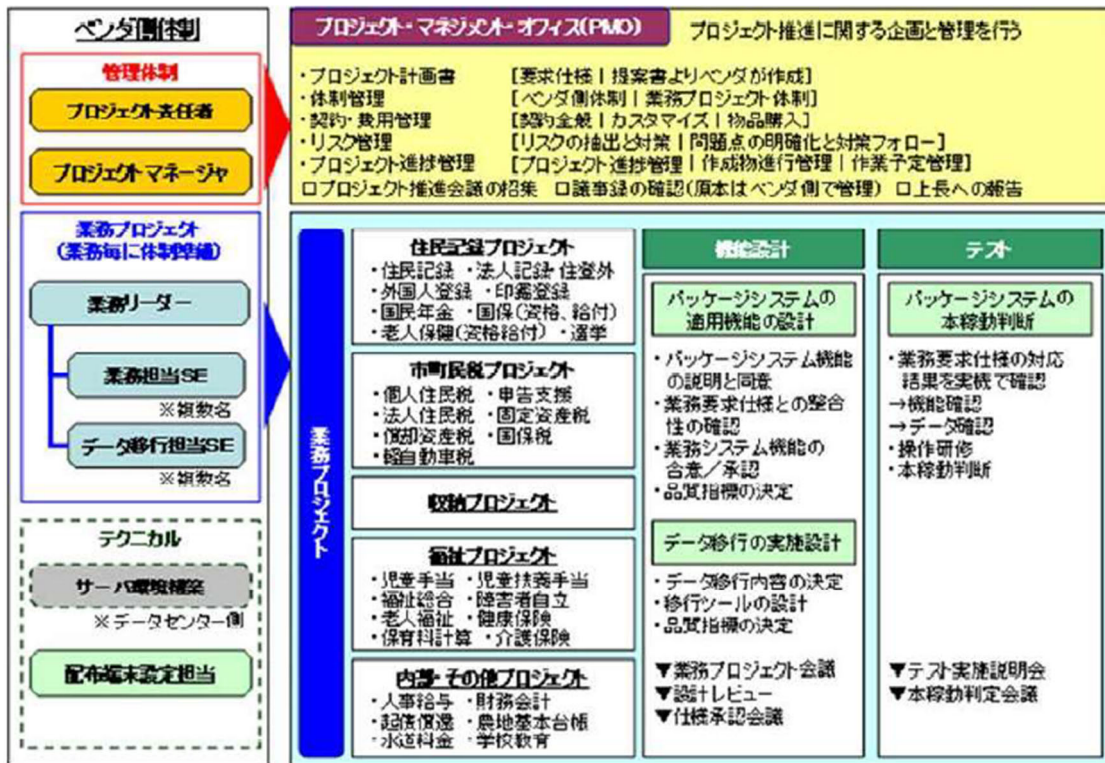 ベンダ側体制
管理体制
プロジェクト責任者
プロジェクトマネージャ
業務プロジェクト
(業務毎に体制準備)
業務リーダー
業務担当SE
※複数名
データ移行担当SE
※複数名
テクニカル
サーバ環境構築
※データセンター側
配布端末設定担当
プロジェクト・マネジメント・オフィス(PMO)
プロジェクト推進に関する企画と管理を行う
・プロジェクト計画書 [要求仕様|提案書よりベンダが作成]
・体制管理 [ベンダ側体制|業務プロジェクト体制]
・契約・費用管理 [契約全般|カスタマイズ|物品購入]
・リスク管理 [リスクの抽出と対策|問題点の明確化と対策フォロー]
・プロジェクト進捗管理 [プロジェクト進捗管理|作成物進行管理|作業予定管理]
□プロジェクト推進会議の招集 □議事録の確認(原本はベンダ側で管理) □上長への報告
業務プロジェクト
住民記録プロジェクト
・住民記録 ・法人記録・住登外
・外国人登録 ・印鑑登録
・国民年金 ・国保(資格、給付)
・老人保健(資格給付) ・選挙
市町民税プロジェクト
・個人住民税 ・申告支援
・法人住民税 ・固定資産税
・償却資産税 ・国保税
・軽自動車税
収納プロジェクト
福祉プロジェクト
・児童手当 ・児童扶養手当
・福祉総合 ・障害者自立
・老人福祉 ・健康保険
・保育料計算 ・介護保険
内部・その他プロジェクト
・人事給与 ・財務会計
・起債償還 ・農地基本台帳
・水道料金 ・学校教育
機能設計
パッケージシステムの
適用機能の設計
・パッケージシステム機能
の説明と同意
・業務要求仕様との整合
性の確認
・業務システム機能の
合意/承認
・品質指標の決定
データ移行の実施設計
・データ移行内容の決定
・移行ツールの設計
・品質指標の決定
▼業務プロジェクト会議
▼設計レビュー
▼仕様承認会議
テスト
パッケージシステムの
本稼動判断
・業務要求仕様の対応
結果を実機で確認
→機能確認
→データ確認
・操作研修
・本稼動判断
▼テスト実施説明会
▼本稼動判定会議